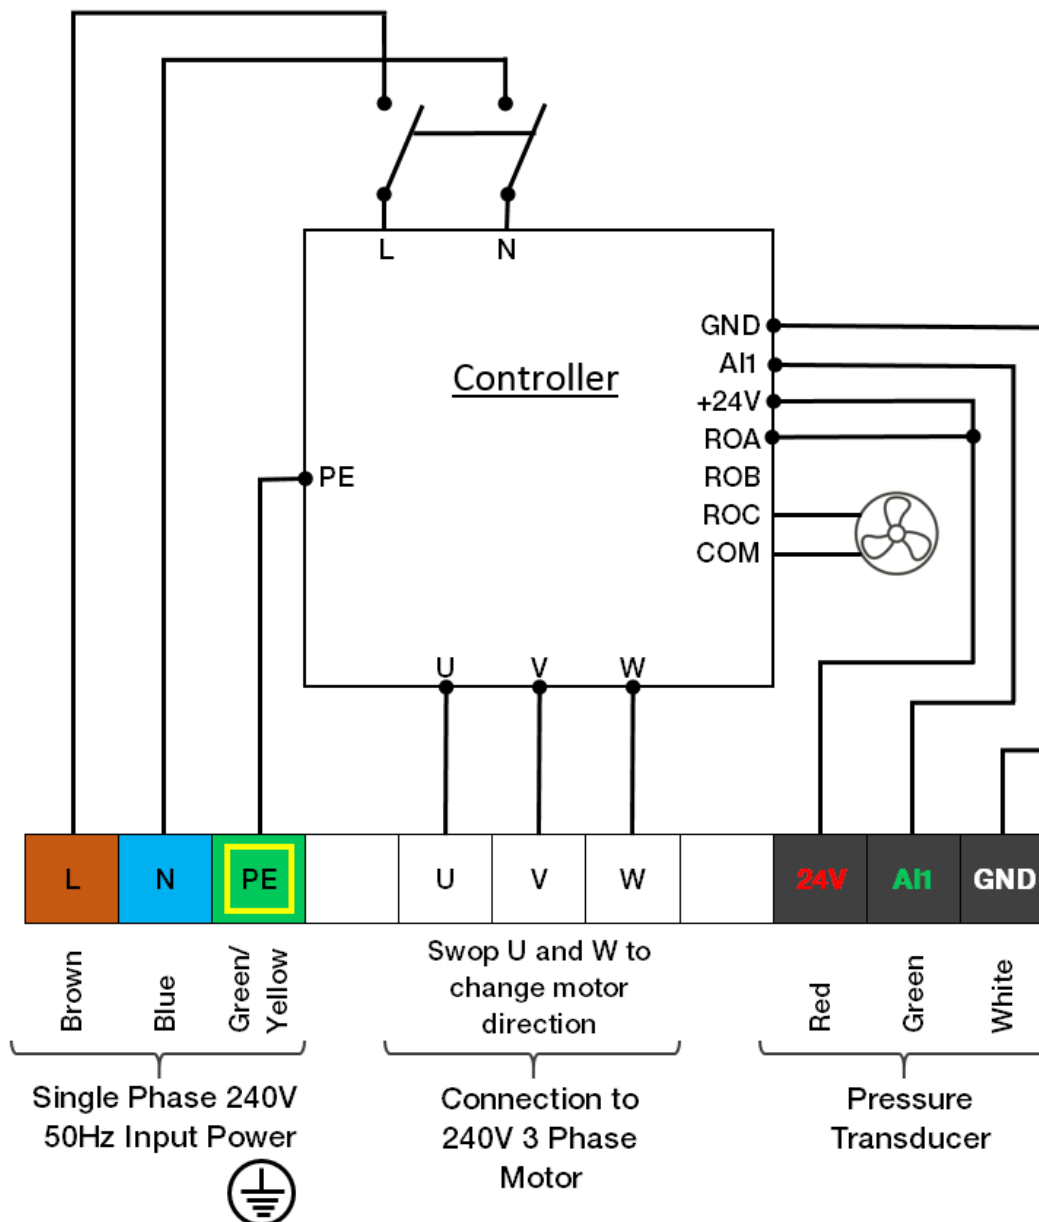 L
N
GND
AI1
+24V
ROA
ROB
ROC
COM
Controller
PE
U
V
W
L
N
PE
U
V
W
24V
AI1
GND
Brown
Blue
Green/
Yellow
Swop U and W to
change motor
direction
Red
Green
White
Single Phase 240V
50Hz Input Power
Connection to
240V 3 Phase
Motor
Pressure
Transducer